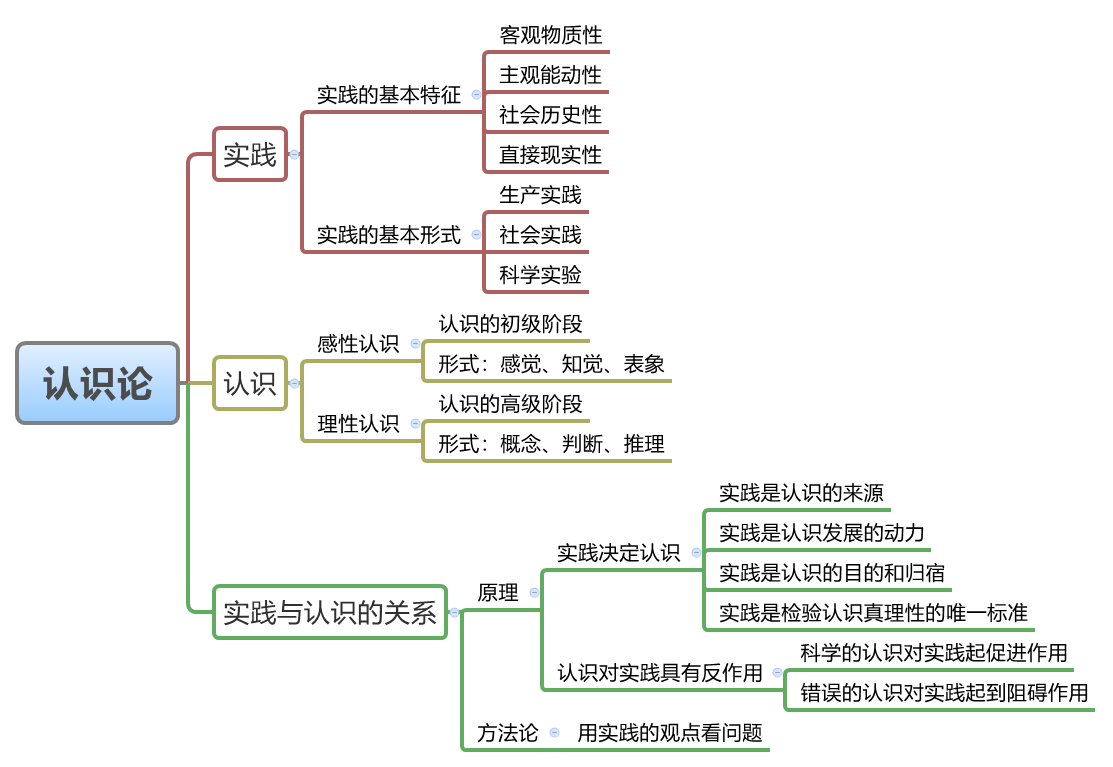 认识论
实践
实践的基本特征
客观物质性
主观能动性
社会历史性
直接现实性
实践的基本形式
生产实践
社会实践
科学实验
认识
感性认识
认识的初级阶段
形式：感觉、知觉、表象
理性认识
认识的高级阶段
形式：概念、判断、推理
实践与认识的关系
原理
实践决定认识
实践是认识的来源
实践是认识发展的动力
实践是认识的目的和归宿
实践是检验认识真理性的唯一标准
认识对实践具有反作用
科学的认识对实践起促进作用
错误的认识对实践起到阻碍作用
方法论
用实践的观点看问题